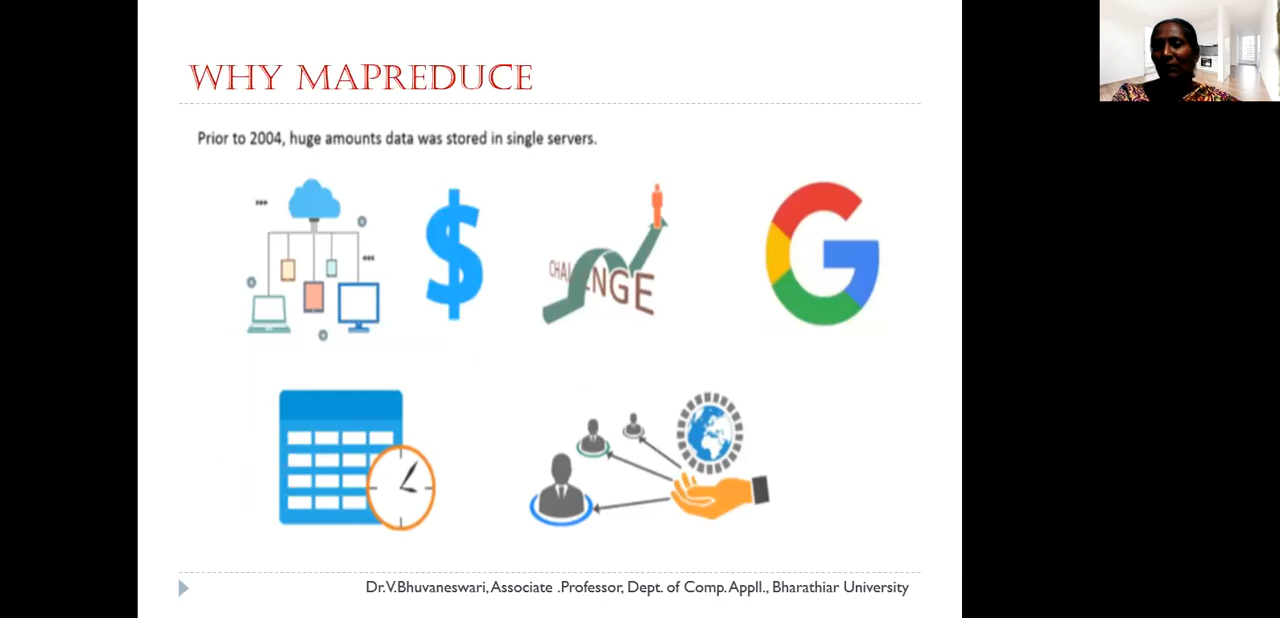 WHY MAPREDUCE
Prior to 2004, huge amounts data was stored in single servers.
CHALENGE
G
Dr.V.Bhuvaneswari, Associate .Professor, Dept. of Comp. Appll., Bharathiar University